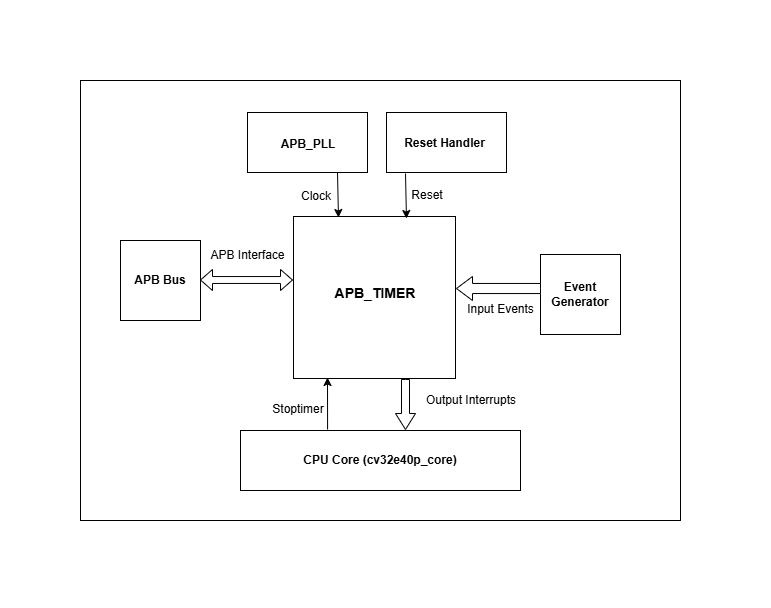 APB_PLL
Reset Handler
Clock
Reset
APB Bus
APB Interface
APB_TIMER
Event
Generator
Input Events
Stoptimer
Output Interrupts
CPU Core (cv32e40p_core)